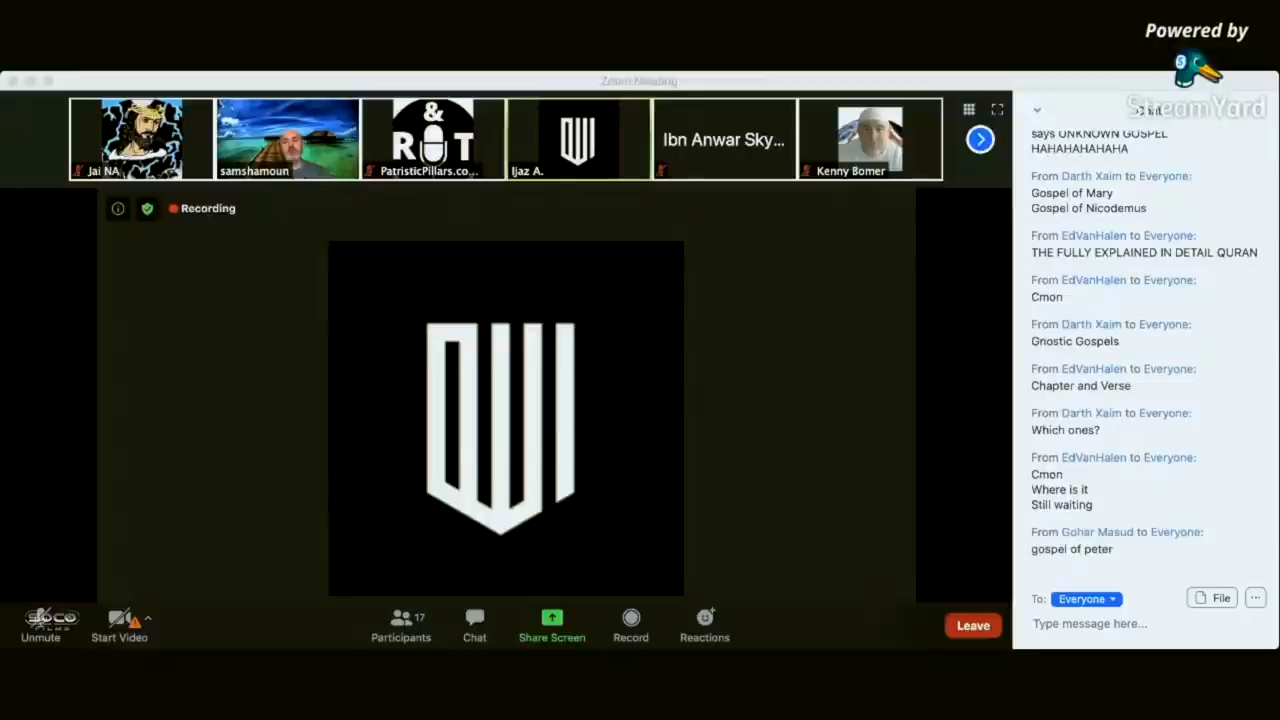 Powered by
StreamYard
Zoom Meeting
Jai NA
samshamoun
& 
R T
PatristicPillars.co...
Ijaz A.
Ibn Anwar Sky...
Kenny Bomer
Recording
says UNKNOWN GOSPEL
HAHAHAHAHAHA
From Darth Xaim to Everyone:
Gospel of Mary
Gospel of Nicodemus
From EdVanHalen to Everyone:
THE FULLY EXPLAINED IN DETAIL QURAN
From EdVanHalen to Everyone:
Cmon
From Darth Xaim to Everyone:
Gnostic Gospels
From EdVanHalen to Everyone:
Chapter and Verse
From Darth Xaim to Everyone:
Which ones?
From EdVanHalen to Everyone:
Cmon
Where is it
Still waiting
From Gohar Masud to Everyone:
gospel of peter
To: Everyone
File
Type message here...
SOCO
FILMS
Unmute
Start Video
17
Participants
Chat
Share Screen
Record
Reactions
Leave